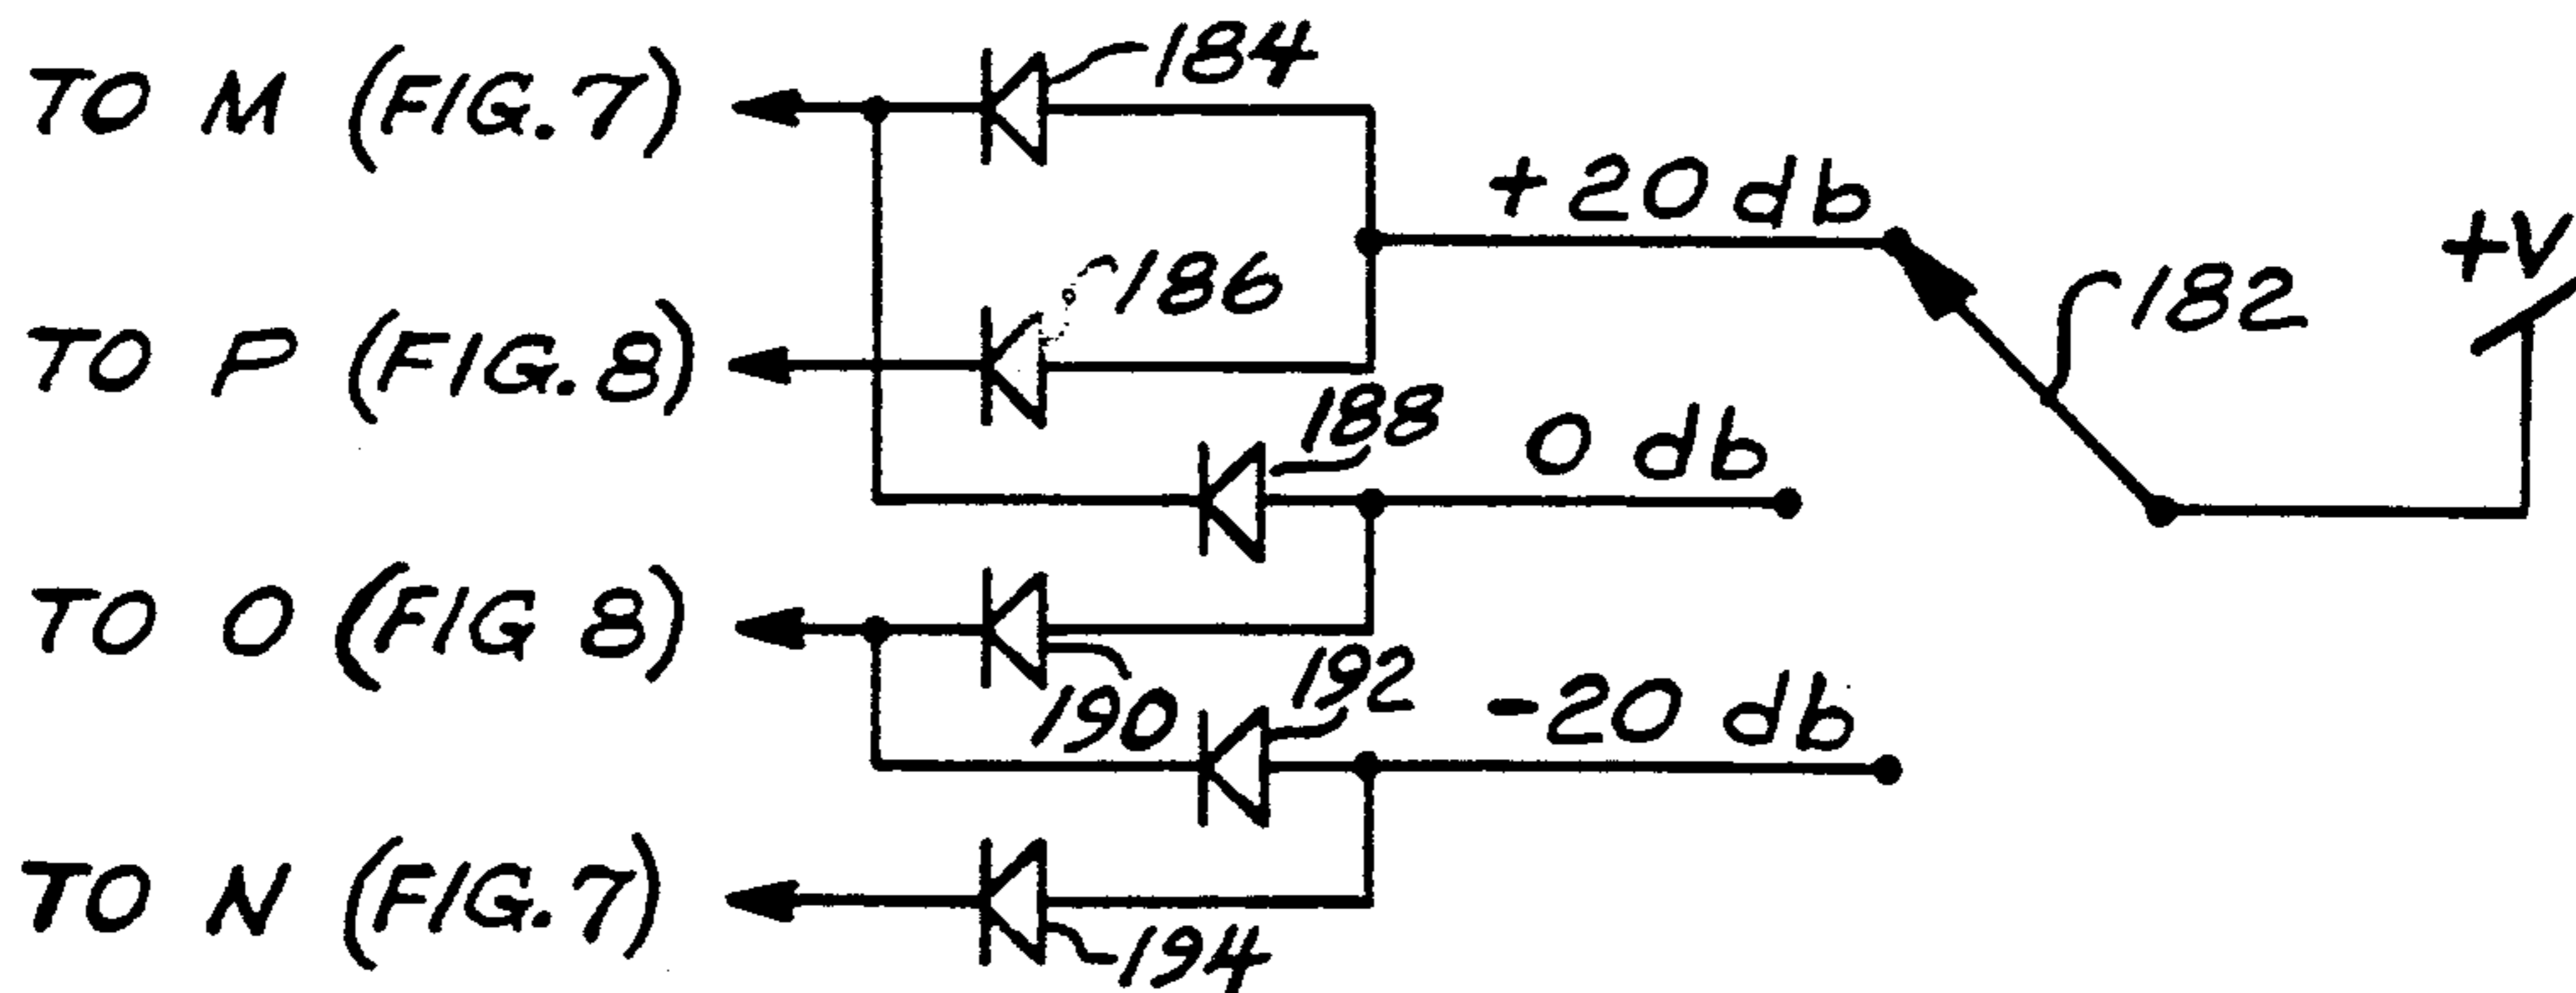 TO M (FIG. 7)
184
+20 db
+V
TO P (FIG. 8)
186
182
188
0 db
TO O (FIG 8)
190
192
-20 db
TO N (FIG. 7)
194